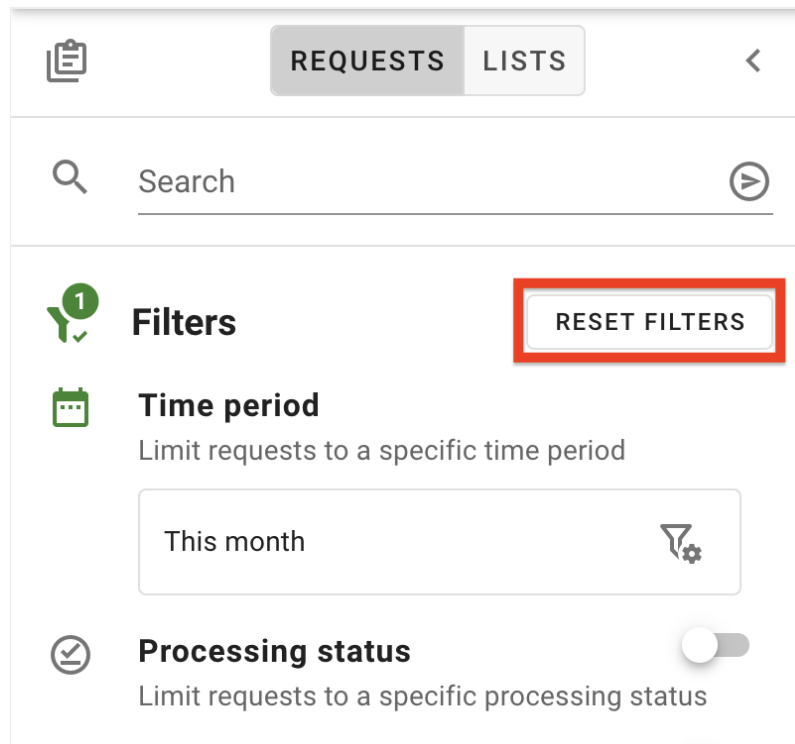 REQUESTS LISTS
Search
1
Filters RESET FILTERS
Time period
Limit requests to a specific time period
This month
Processing status
Limit requests to a specific processing status